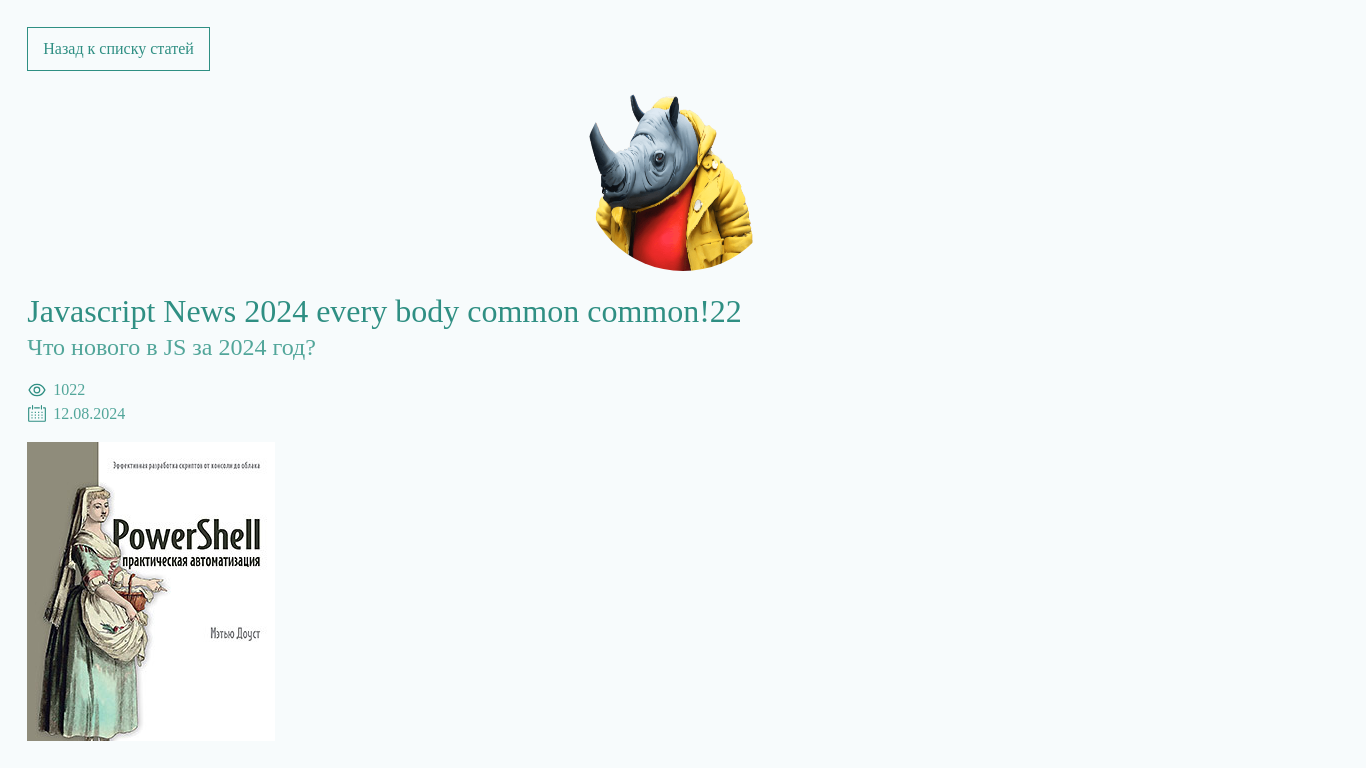 Назад к списку статей
Javascript News 2024 every body common common!22
Что нового в JS за 2024 год?
1022
12.08.2024
Эффективная разработка скриптов от консоли до облака
PowerShell
практическая автоматизация
Мэтью Доуст